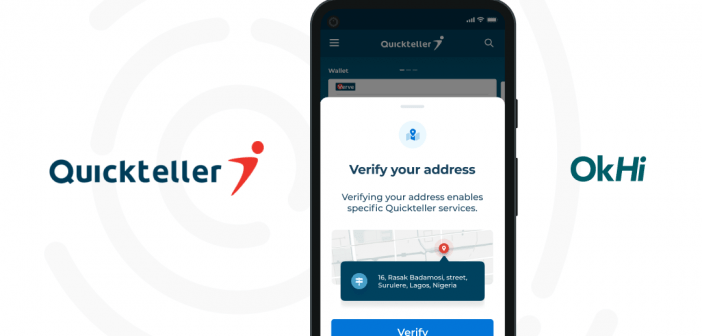 Quickteller
Wallet
Verve
Verify your address
Verifying your address enables
specific Quickteller services.
16, Rasak Badamosi, street,
Surulere, Lagos, Nigeria
Verify
Quickteller
OkHi